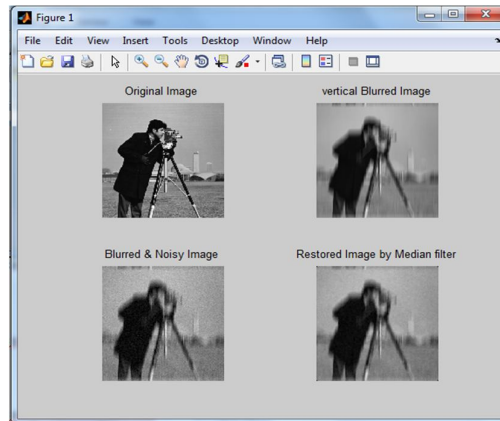 Figure 1
File Edit View Insert Tools Desktop Window Help
Original Image
vertical Blurred Image
Blurred & Noisy Image
Restored Image by Median filter